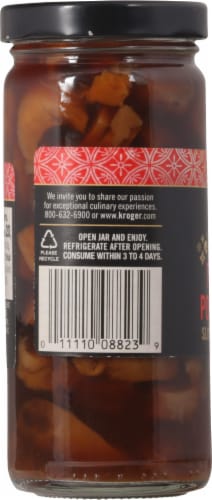 We invite you to share our passion
for exceptional culinary experiences.
800-632-6900 or www.kroger.com
PLEASE
RECYCLE
OPEN JAR AND ENJOY.
REFRIGERATE AFTER OPENING.
CONSUME WITHIN 3 TO 4 DAYS.
0 11110 08823 9